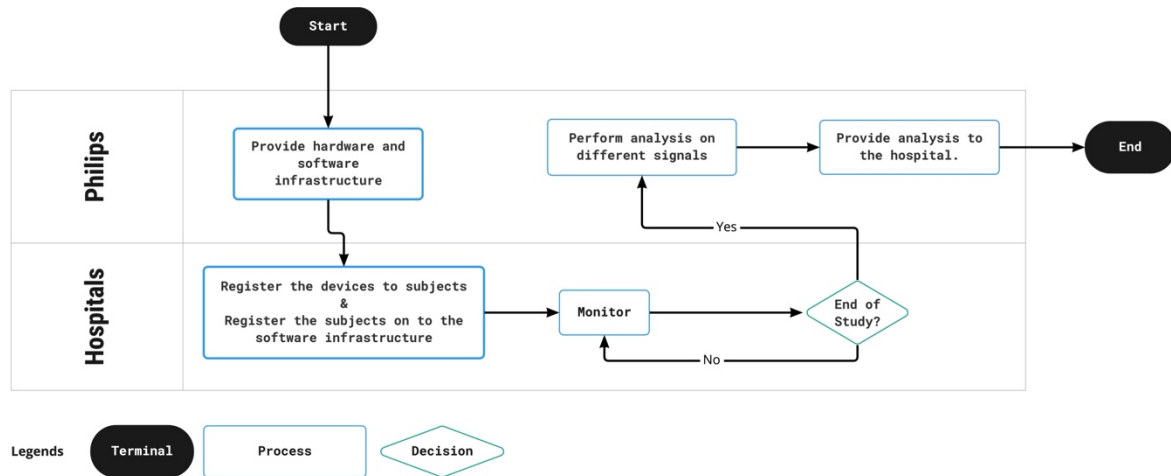 Start
Philips
Provide hardware and
software
infrastructure
Perform analysis on
different signals
Provide analysis to
the hospital.
End
Yes
Hospitals
Register the devices to subjects
&
Register the subjects on to the
software infrastructure
Monitor
End of
Study?
No
Legends
Terminal
Process
Decision